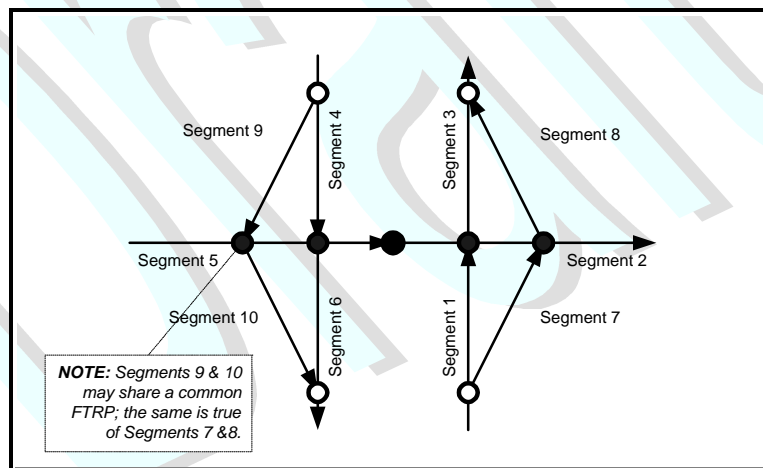 Segment 9
Segment 4
Segment 3
Segment 8
Segment 5
Segment 2
Segment 10
Segment 6
Segment 1
Segment 7
NOTE: Segments 9 & 10
may share a common
FTRP; the same is true
of Segments 7 &8.